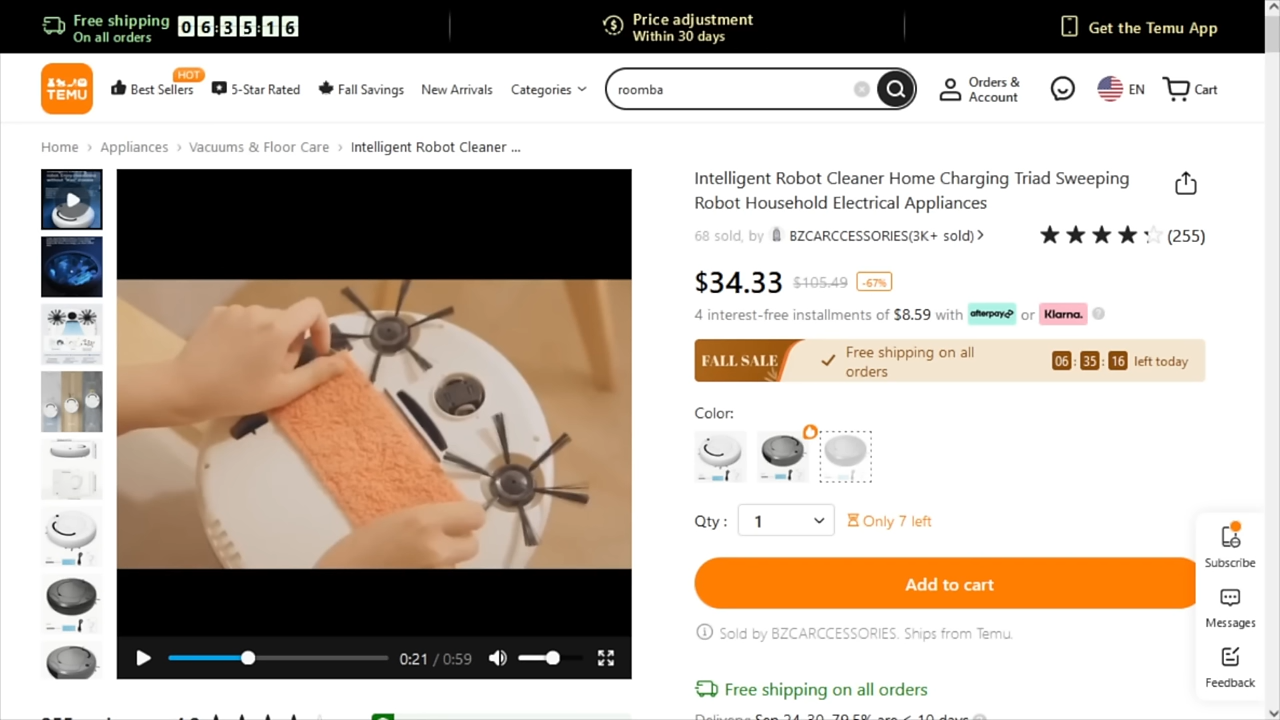 Free shipping
On all orders
06:35:16
Price adjustment
Within 30 days
Get the Temu App
TEMU
Best Sellers
HOT
5-Star Rated
Fall Savings
New Arrivals
Categories
roomba
Orders &
Account
EN
Cart
Home › Appliances › Vacuums & Floor Care › Intelligent Robot Cleaner ...
Intelligent Robot Cleaner Home Charging Triad Sweeping
Robot Household Electrical Appliances
68 sold, by BZCARCCESSORIES(3K+ sold) >
(255)
$34.33 $105.49 -67%
4 interest-free installments of $8.59 with afterpay or Klarna.
FALL SALE
Free shipping on all
orders
06 : 35 : 16 left today
Color:
Qty : 1
Only 7 left
Add to cart
Sold by BZCARCCESSORIES. Ships from Temu.
Free shipping on all orders
0:21 / 0:59
Subscribe
Messages
Feedback